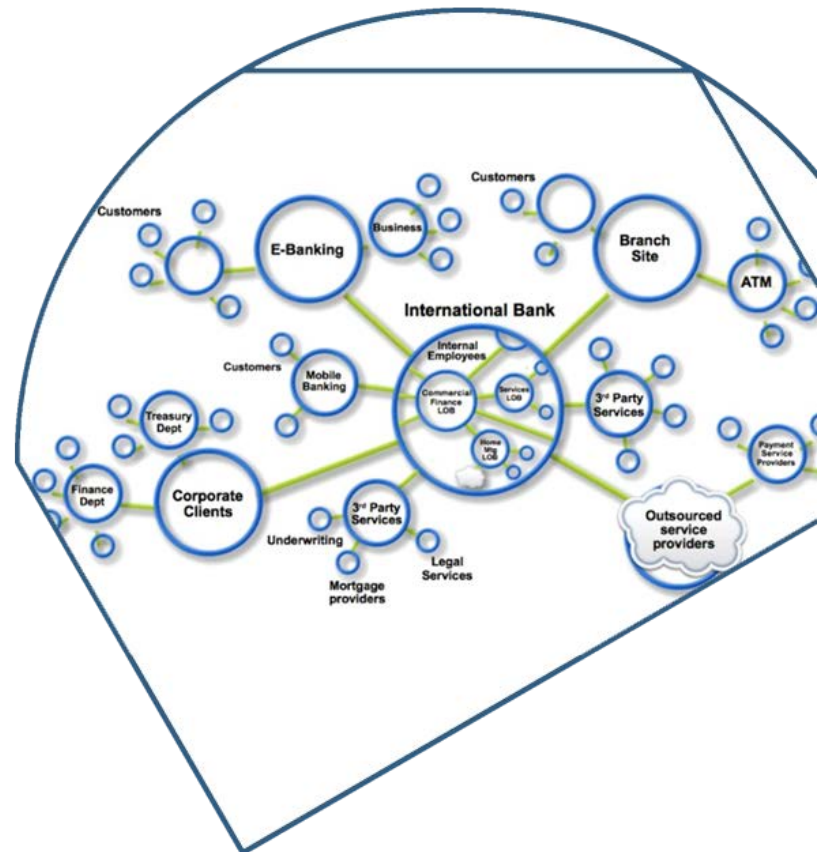 Customers
E-Banking
Business
Customers
Branch
Site
ATM
International Bank
Internal
Employees
Commercial
Finance
LOB
Services
LOB
Home
Mtg
LOB
Customers
Mobile
Banking
3rd Party
Services
Treasury
Dept
Finance
Dept
Corporate
Clients
3rd Party
Services
Underwriting
Mortgage
providers
Legal
Services
Payment
Service
Providers
Outsourced
service
providers